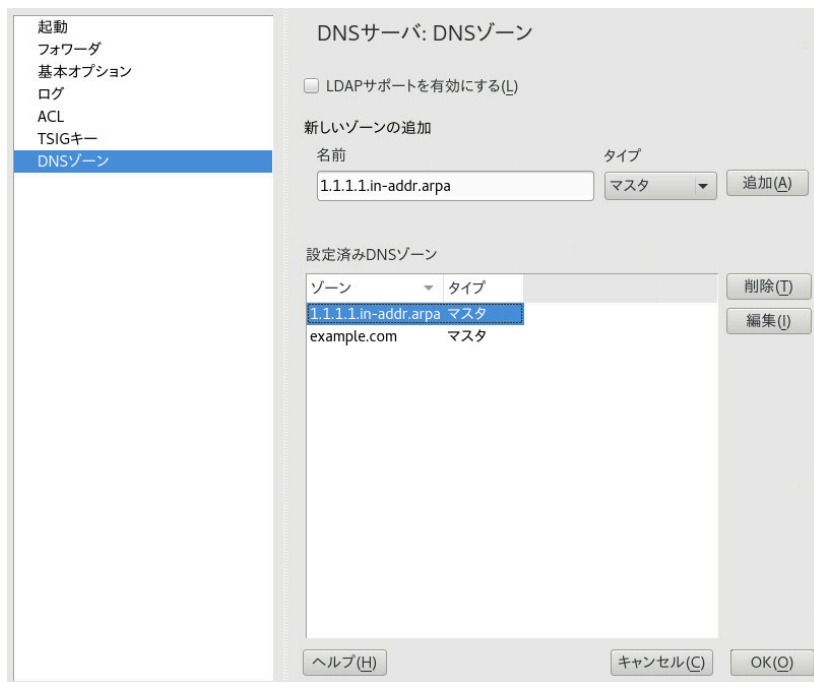 起動
フォワーダ
基本オプション
ログ
ACL
TSIGキー
DNSゾーン
DNSサーバ: DNSゾーン
LDAPサポートを有効にする(L)
新しいゾーンの追加
名前 タイプ
1.1.1.1.in-addr.arpa マスタ 追加(A)
設定済みDNSゾーン
ゾーン タイプ 削除(T)
1.1.1.1.in-addr.arpa マスタ 編集(I)
example.com マスタ
ヘルプ(H) キャンセル(C) OK(O)